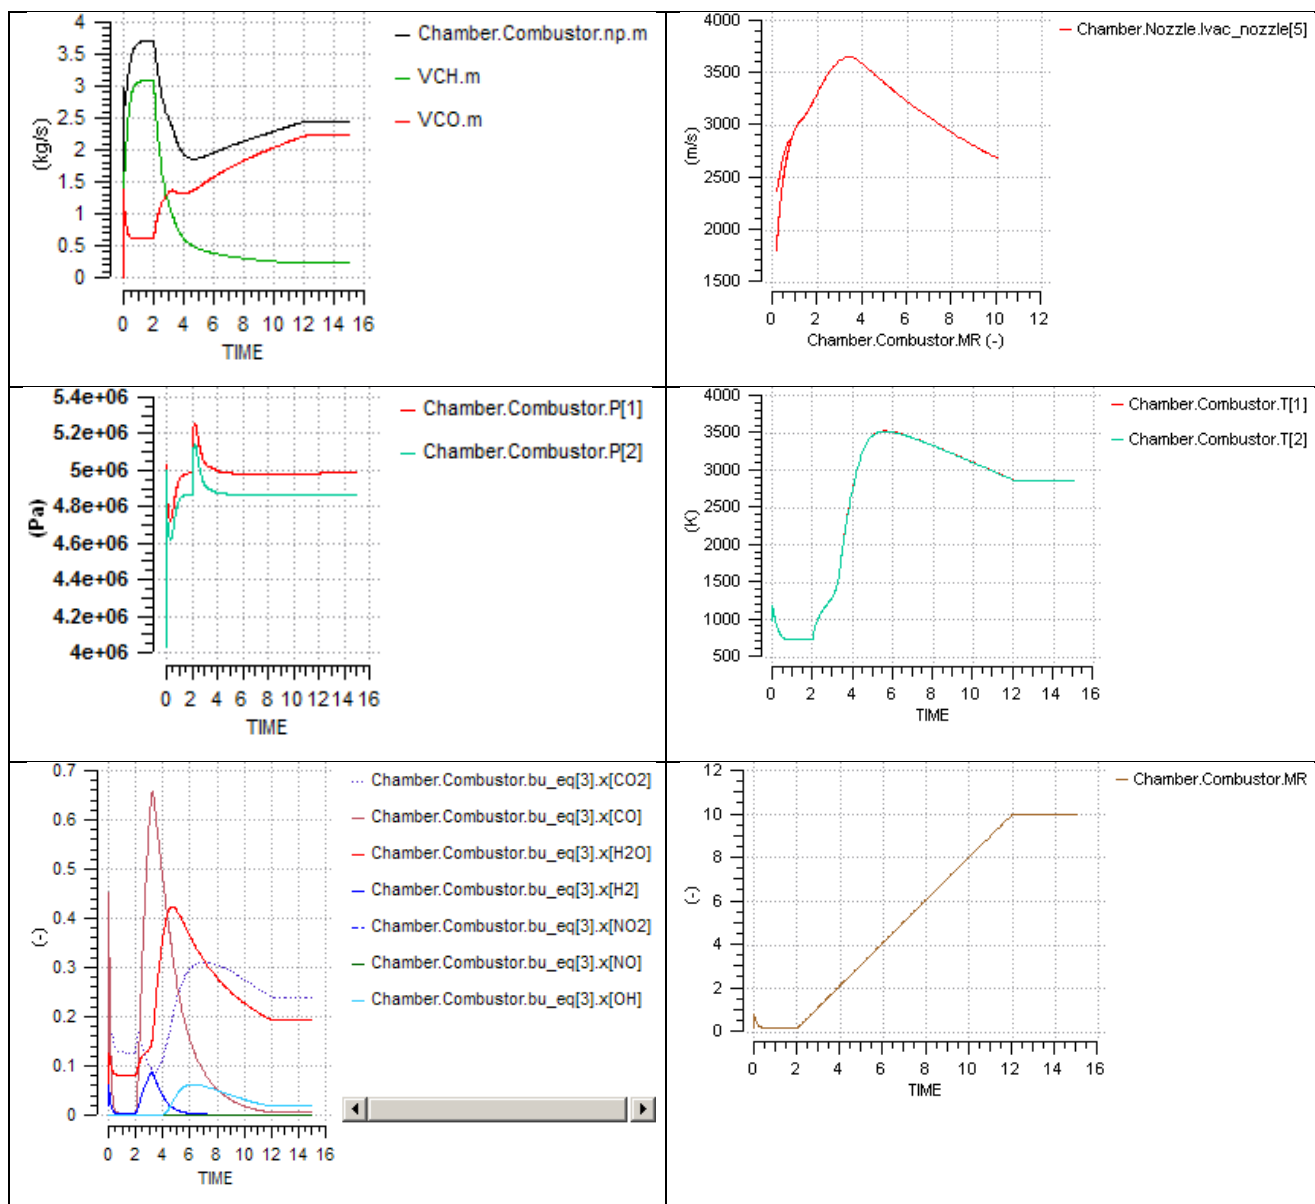 4
3.5
3
2.5
2
1.5
1
0.5
0
(kg/s)
0 2 4 6 8 10 12 14 16
TIME
Chamber.Combustor.np.m
VCH.m
VCO.m
4000
3500
3000
2500
2000
1500
(m/s)
0 2 4 6 8 10 12
Chamber.Combustor.MR (-)
Chamber.Nozzle.Ivac_nozzle[5]
5.4e+06
5.2e+06
5e+06
4.8e+06
4.6e+06
4.4e+06
4.2e+06
4e+06
(Pa)
0 2 4 6 8 10 12 14 16
TIME
Chamber.Combustor.P[1]
Chamber.Combustor.P[2]
4000
3500
3000
2500
2000
1500
1000
500
(K)
0 2 4 6 8 10 12 14 16
TIME
Chamber.Combustor.T[1]
Chamber.Combustor.T[2]
0.7
0.6
0.5
0.4
0.3
0.2
0.1
0
(-)
0 2 4 6 8 10 12 14 16
TIME
Chamber.Combustor.bu_eq[3].x[CO2]
Chamber.Combustor.bu_eq[3].x[CO]
Chamber.Combustor.bu_eq[3].x[H2O]
Chamber.Combustor.bu_eq[3].x[H2]
Chamber.Combustor.bu_eq[3].x[NO2]
Chamber.Combustor.bu_eq[3].x[NO]
Chamber.Combustor.bu_eq[3].x[OH]
12
10
8
6
4
2
0
(-)
0 2 4 6 8 10 12 14 16
TIME
Chamber.Combustor.MR